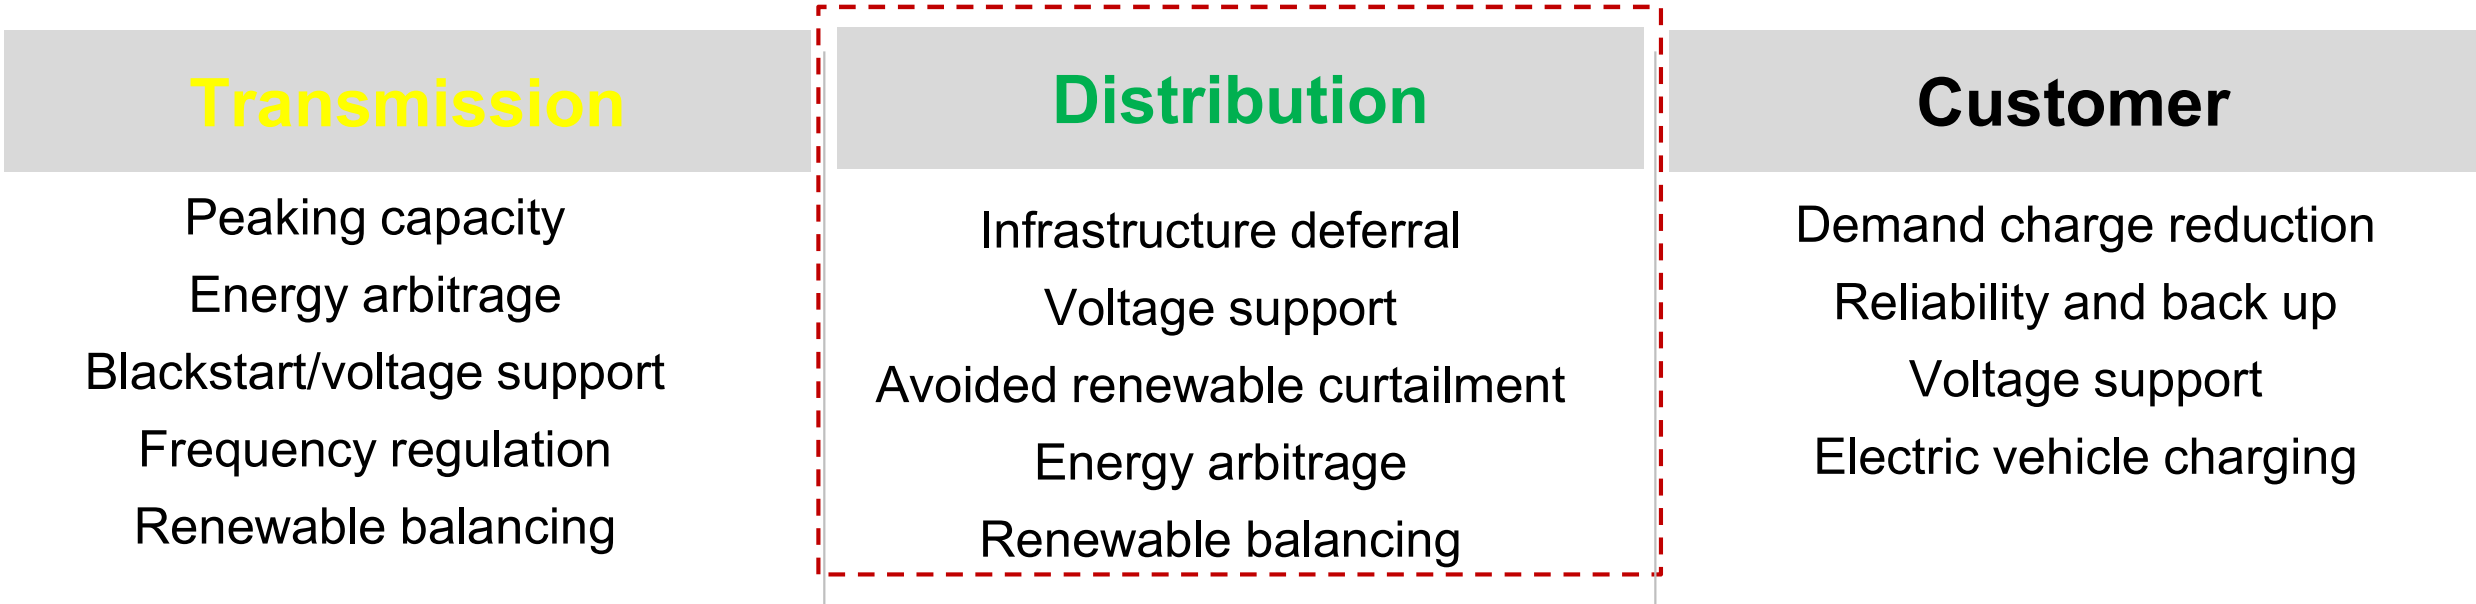 Transmission
Peaking capacity
Energy arbitrage
Blackstart/voltage support
Frequency regulation
Renewable balancing
Distribution
Infrastructure deferral
Voltage support
Avoided renewable curtailment
Energy arbitrage
Renewable balancing
Customer
Demand charge reduction
Reliability and back up
Voltage support
Electric vehicle charging